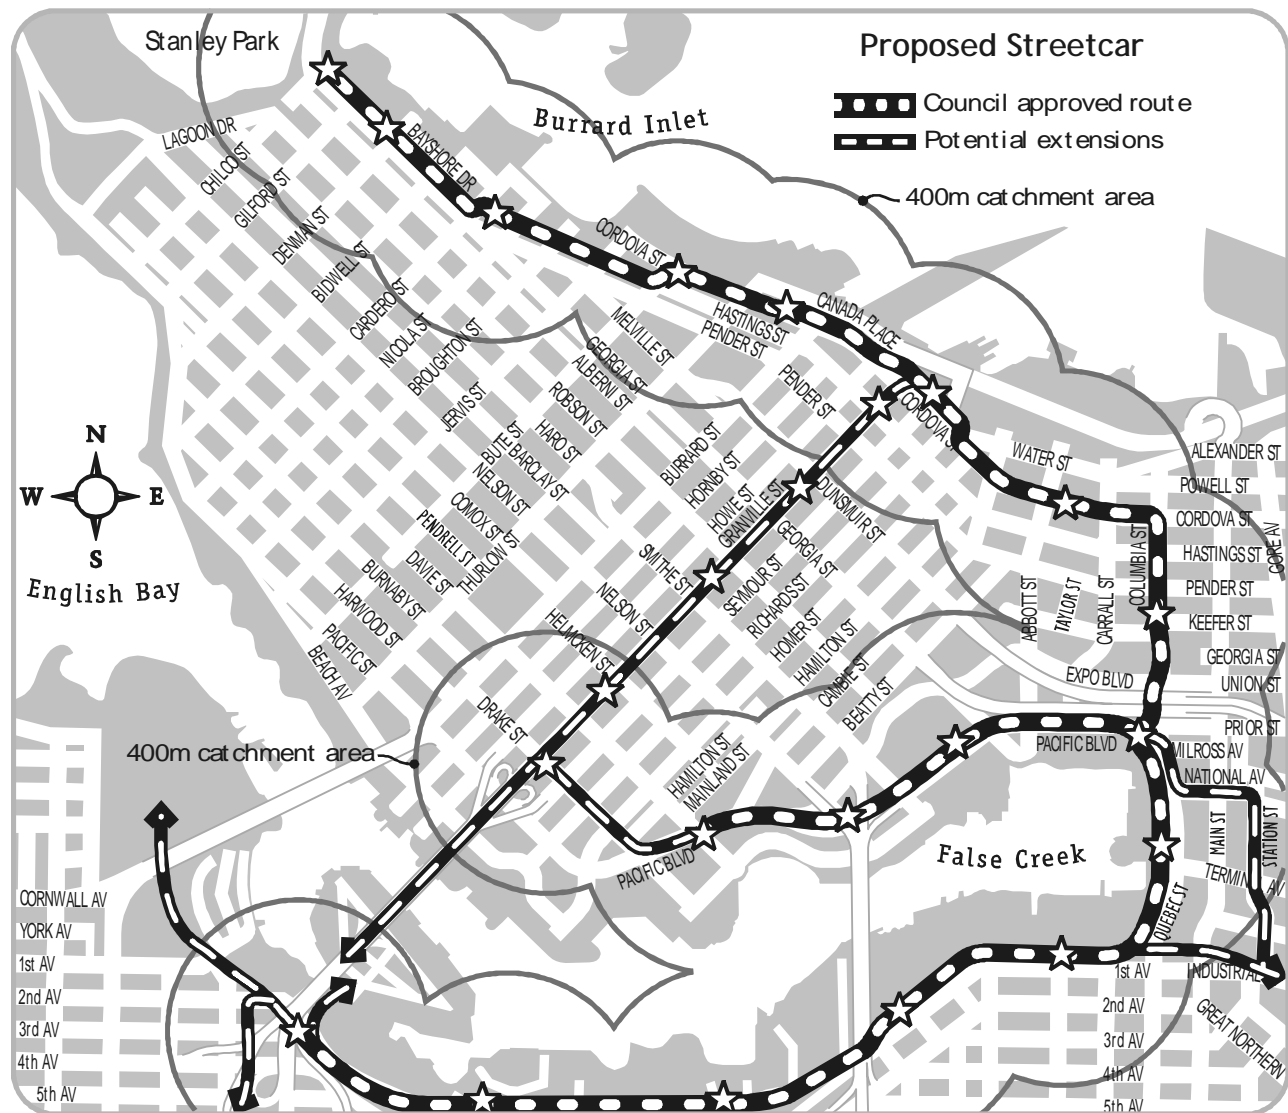 Stanley Park
Proposed Streetcar
Council approved route
Potential extensions
Burrard Inlet
400m catchment area
LAGOON DR
CHILCO ST
GILFORD ST
DENMAN ST
BIDWELL ST
CARDERO ST
NICOLA ST
BROUGHTON ST
JERVIS ST
BUTE ST
BAYSHORE DR
CORDOVA ST
CANADA PLACE
HASTINGS ST
PENDER ST
MELVILLE ST
GEORGIA ST
ALBERNI ST
ROBSON ST
HARO ST
BARCLAY ST
NELSON ST
COMOX ST
PENDRELL ST
THURLOW ST
DAVIE ST
BURNABY ST
HARWOOD ST
PACIFIC ST
BEACH AV
PENDER ST
CORDOVA ST
BURRARD ST
HORNBY ST
HOWE ST
GRANVILLE ST
DUNSMUIR ST
GEORGIA ST
SMITHE ST
SEYMOUR ST
RICHARDS ST
NELSON ST
HOMER ST
HELMCKEN ST
HAMILTON ST
CAMBIE ST
BEATTY ST
DRAKE ST
HAMILTON ST
MAINLAND ST
WATER ST
ALEXANDER ST
POWELL ST
CORDOVA ST
HASTINGS ST
GORE AV
PENDER ST
KEEFER ST
GEORGIA ST
UNION ST
PRIOR ST
COLUMBIA ST
ABBOTT ST
TAYLOR ST
CARRALL ST
EXPO BLVD
PACIFIC BLVD
MILROSS AV
NATIONAL AV
MAIN ST
STATION ST
TERMINAL AV
QUEBEC ST
PACIFIC BLVD
False Creek
N
W
E
S
English Bay
400m catchment area
CORNWALL AV
YORK AV
1st AV
2nd AV
3rd AV
4th AV
5th AV
1st AV
INDUSTRIAL
2nd AV
GREAT NORTHERN
3rd AV
4th AV
5th AV